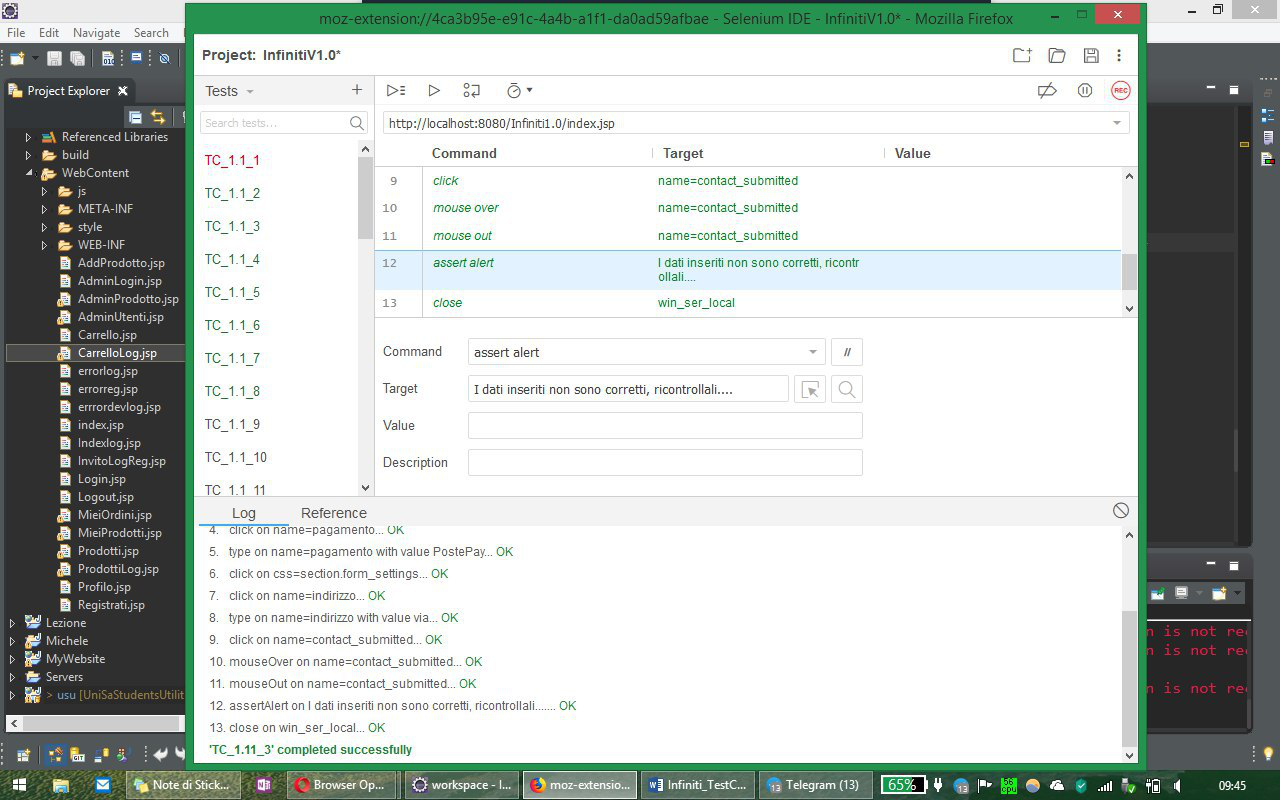 moz-extension://4ca3b95e-e91c-4a4b-a1f1-da0ad59afbae - Selenium IDE - InfinitiV1.0* - Mozilla Firefox
File Edit Navigate Search
Project: InfinitiV1.0*
Project Explorer
Tests
REC
Search tests...
http://localhost:8080/Infiniti1.0/index.jsp
Command Target Value
9 click name=contact_submitted
10 mouse over name=contact_submitted
11 mouse out name=contact_submitted
12 assert alert I dati inseriti non sono corretti, ricontr
ollali....
13 close win_ser_local
TC_1.1_1
TC_1.1_2
TC_1.1_3
TC_1.1_4
TC_1.1_5
TC_1.1_6
TC_1.1_7
TC_1.1_8
TC_1.1_9
TC_1.1_10
TC_1.1_11
Command assert alert //
Target I dati inseriti non sono corretti, ricontrollali....
Value
Description
Referenced Libraries
build
WebContent
js
META-INF
style
WEB-INF
AddProdotto.jsp
AdminLogin.jsp
AdminProdotto.jsp
AdminUtenti.jsp
Carrello.jsp
CarrelloLog.jsp
errorlog.jsp
errorreg.jsp
errrordevlog.jsp
index.jsp
Indexlog.jsp
InvitoLogReg.jsp
Login.jsp
Logout.jsp
MieiOrdini.jsp
MieiProdotti.jsp
Prodotti.jsp
ProdottiLog.jsp
Profilo.jsp
Registrati.jsp
Lezione
Michele
MyWebsite
Servers
> usu [UniSaStudentsUtilit
Log Reference
4. click on name=pagamento... OK
5. type on name=pagamento with value PostePay... OK
6. click on css=section.form_settings... OK
7. click on name=indirizzo... OK
8. type on name=indirizzo with value via... OK
9. click on name=contact_submitted... OK
10. mouseOver on name=contact_submitted... OK
11. mouseOut on name=contact_submitted... OK
12. assertAlert on I dati inseriti non sono corretti, ricontrollali....... OK
13. close on win_ser_local... OK
'TC_1.11_3' completed successfully
n is not rec
n is not rec
n is not rec
Note di Stick...
Browser Op...
workspace - I...
moz-extensio...
Infiniti_TestC...
Telegram (13)
65%
09:45